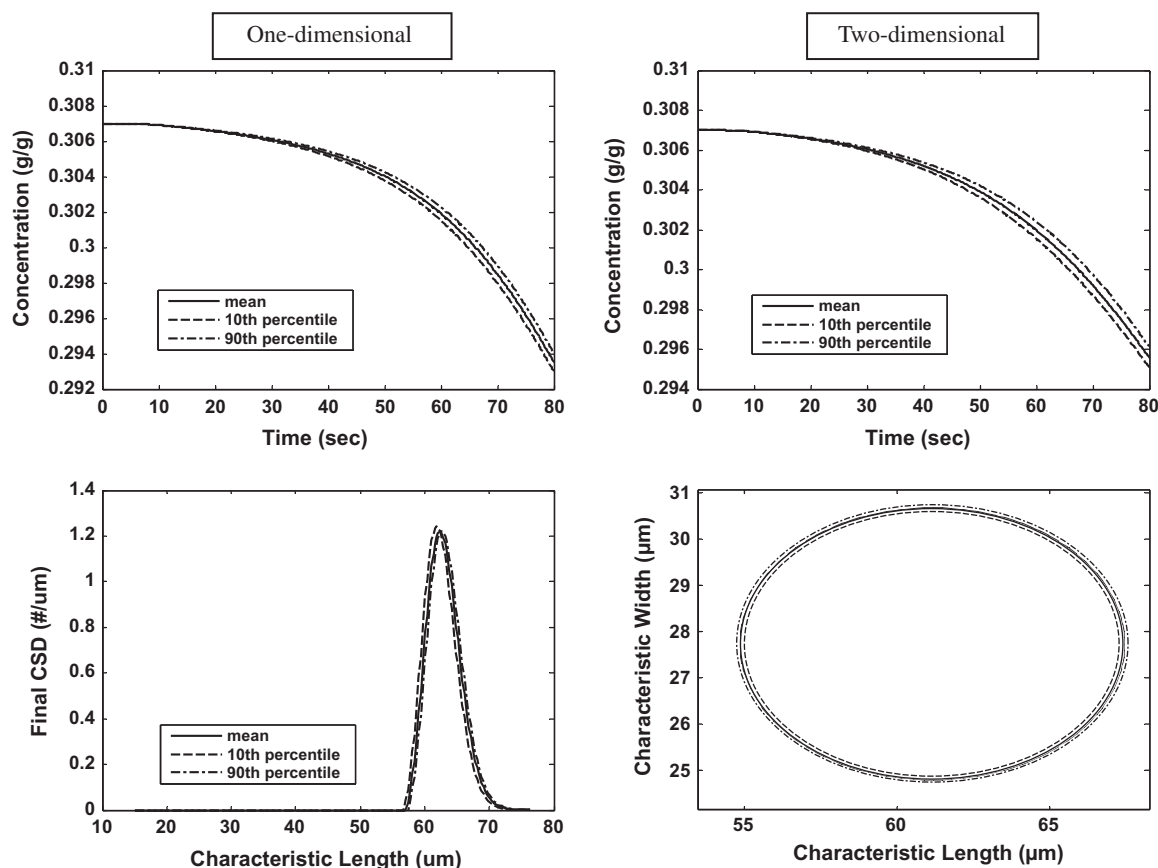 One-dimensional
Two-dimensional
0.31
0.308
0.306
0.304
0.302
0.3
0.298
0.296
0.294
0.292
Concentration (g/g)
mean
10th percentile
90th percentile
0 10 20 30 40 50 60 70 80
Time (sec)
0.31
0.308
0.306
0.304
0.302
0.3
0.298
0.296
0.294
Concentration (g/g)
mean
10th percentile
90th percentile
0 10 20 30 40 50 60 70 80
Time (sec)
1.4
1.2
1
0.8
0.6
0.4
0.2
0
Final CSD (#/um)
mean
10th percentile
90th percentile
10 20 30 40 50 60 70 80
Characteristic Length (um)
31
30
29
28
27
26
25
Characteristic Width (µm)
55 60 65
Characteristic Length (µm)